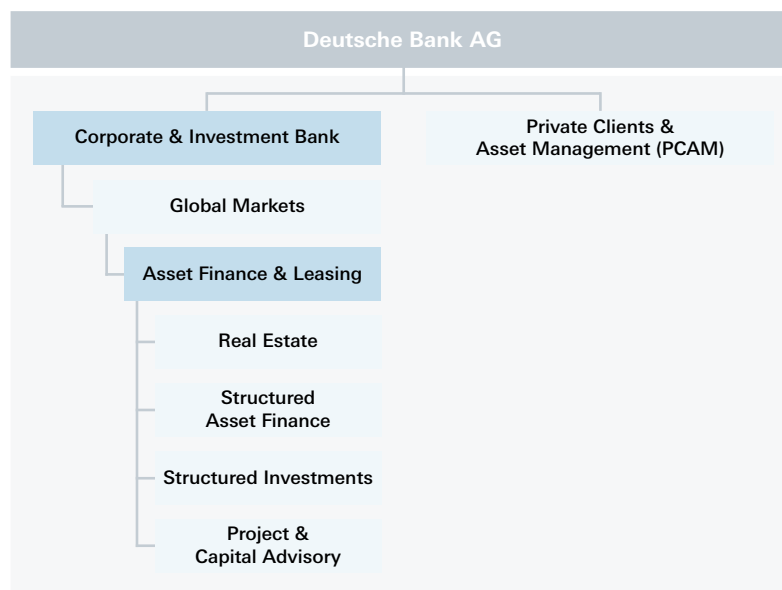 Deutsche Bank AG
Corporate & Investment Bank
Private Clients &
Asset Management (PCAM)
Global Markets
Asset Finance & Leasing
Real Estate
Structured
Asset Finance
Structured Investments
Project &
Capital Advisory